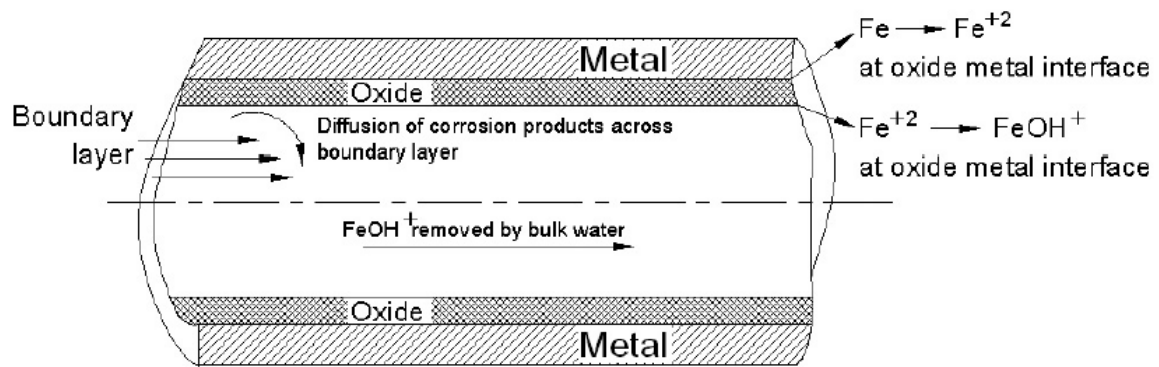 Metal
Oxide
Fe → Fe⁺²
at oxide metal interface
Boundary
layer
Diffusion of corrosion products across
boundary layer
Fe⁺² → FeOH⁺
at oxide metal interface
FeOH⁺ removed by bulk water
Oxide
Metal